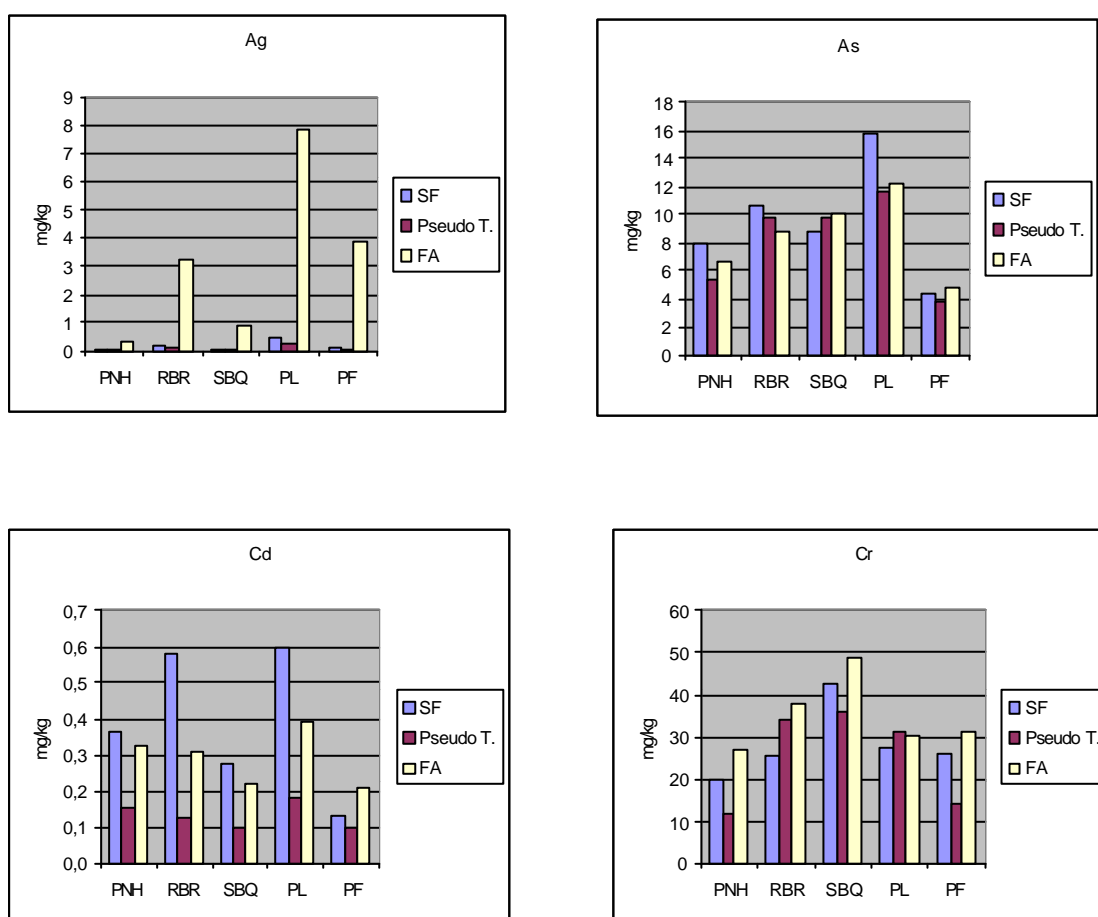 Ag
9
8
7
6
5
4
3
2
1
0
mg/kg
PNH RBR SBQ PL PF
SF
Pseudo T.
FA
As
18
16
14
12
10
8
6
4
2
0
mg/kg
PNH RBR SBQ PL PF
SF
Pseudo T.
FA
Cd
0,7
0,6
0,5
0,4
0,3
0,2
0,1
0,0
mg/kg
PNH RBR SBQ PL PF
SF
Pseudo T.
FA
Cr
60
50
40
30
20
10
0
mg/kg
PNH RBR SBQ PL PF
SF
Pseudo T.
FA